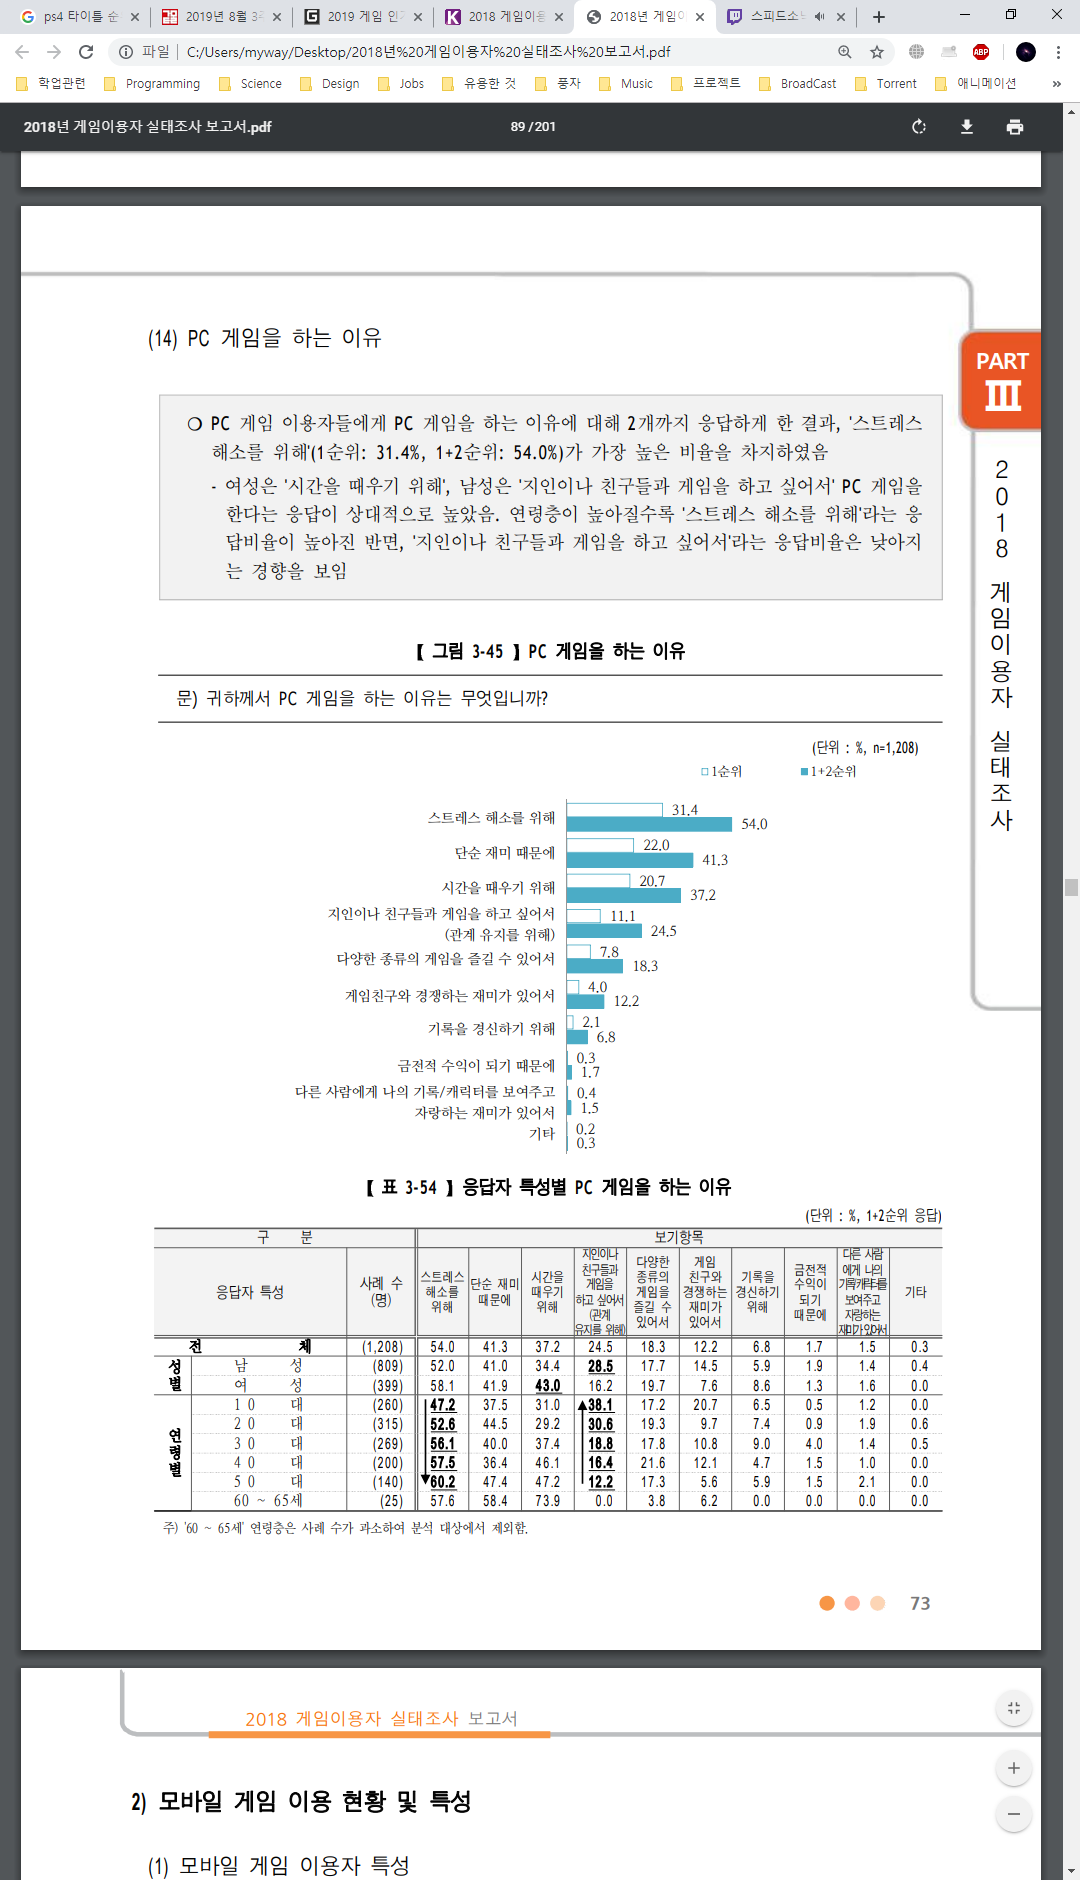 ps4 타이틀 순
2019년 8월 3주
2019 게임 인기
2018 게임이용
2018년 게임이
스피드소닉
파일 | C:/Users/myway/Desktop/2018년%20게임이용자%20실태조사%20보고서.pdf
ABP
학업관련 Programming Science Design Jobs 유용한 것 풍자 Music 프로젝트 BroadCast Torrent 애니메이션 »
2018년 게임이용자 실태조사 보고서.pdf
89 / 201
(14) PC 게임을 하는 이유
PART
Ⅲ
2018 게임이용자 실태조사
❍ PC 게임 이용자들에게 PC 게임을 하는 이유에 대해 2개까지 응답하게 한 결과, '스트레스
해소를 위해'(1순위: 31.4%, 1+2순위: 54.0%)가 가장 높은 비율을 차지하였음
- 여성은 '시간을 때우기 위해', 남성은 '지인이나 친구들과 게임을 하고 싶어서' PC 게임을
한다는 응답이 상대적으로 높았음. 연령층이 높아질수록 '스트레스 해소를 위해'라는 응
답비율이 높아진 반면, '지인이나 친구들과 게임을 하고 싶어서'라는 응답비율은 낮아지
는 경향을 보임
【 그림 3-45 】 PC 게임을 하는 이유
문) 귀하께서 PC 게임을 하는 이유는 무엇입니까?
(단위 : %, n=1,208)
1순위 1+2순위
스트레스 해소를 위해 31.4
54.0
단순 재미 때문에 22.0
41.3
시간을 때우기 위해 20.7
37.2
지인이나 친구들과 게임을 하고 싶어서 11.1
(관계 유지를 위해) 24.5
다양한 종류의 게임을 즐길 수 있어서 7.8
18.3
게임친구와 경쟁하는 재미가 있어서 4.0
12.2
기록을 경신하기 위해 2.1
6.8
금전적 수익이 되기 때문에 0.3
1.7
다른 사람에게 나의 기록/캐릭터를 보여주고 0.4
자랑하는 재미가 있어서 1.5
기타 0.2
0.3
【 표 3-54 】 응답자 특성별 PC 게임을 하는 이유
(단위 : %, 1+2순위 응답)
구 분 보기항목
응답자 특성
사례 수
(명)
스트레스
해소를
위해
단순 재미
때문에
시간을
때우기
위해
지인이나
친구들과
게임을
하고 싶어서
(관계
유지를 위해)
다양한
종류의
게임을
즐길 수
있어서
게임
친구와
경쟁하는
재미가
있어서
기록을
경신하기
위해
금전적
수익이
되기
때문에
다른 사람
에게 나의
기록/캐릭터를
보여주고
자랑하는
재미가 있어서
기타
전 체 (1,208) 54.0 41.3 37.2 24.5 18.3 12.2 6.8 1.7 1.5 0.3
성별
남 성 (809) 52.0 41.0 34.4 28.5 17.7 14.5 5.9 1.9 1.4 0.4
여 성 (399) 58.1 41.9 43.0 16.2 19.7 7.6 8.6 1.3 1.6 0.0
연령별
10 대 (260) 47.2 37.5 31.0 38.1 17.2 20.7 6.5 0.5 1.2 0.0
20 대 (315) 52.6 44.5 29.2 30.6 19.3 9.7 7.4 0.9 1.9 0.6
30 대 (269) 56.1 40.0 37.4 18.8 17.8 10.8 9.0 4.0 1.4 0.5
40 대 (200) 57.5 36.4 46.1 16.4 21.6 12.1 4.7 1.5 1.0 0.0
50 대 (140) 60.2 47.4 47.2 12.2 17.3 5.6 5.9 1.5 2.1 0.0
60 ~ 65세 (25) 57.6 58.4 73.9 0.0 3.8 6.2 0.0 0.0 0.0 0.0
주) '60 ~ 65세' 연령층은 사례 수가 과소하여 분석 대상에서 제외함.
73
2018 게임이용자 실태조사 보고서
2) 모바일 게임 이용 현황 및 특성
(1) 모바일 게임 이용자 특성